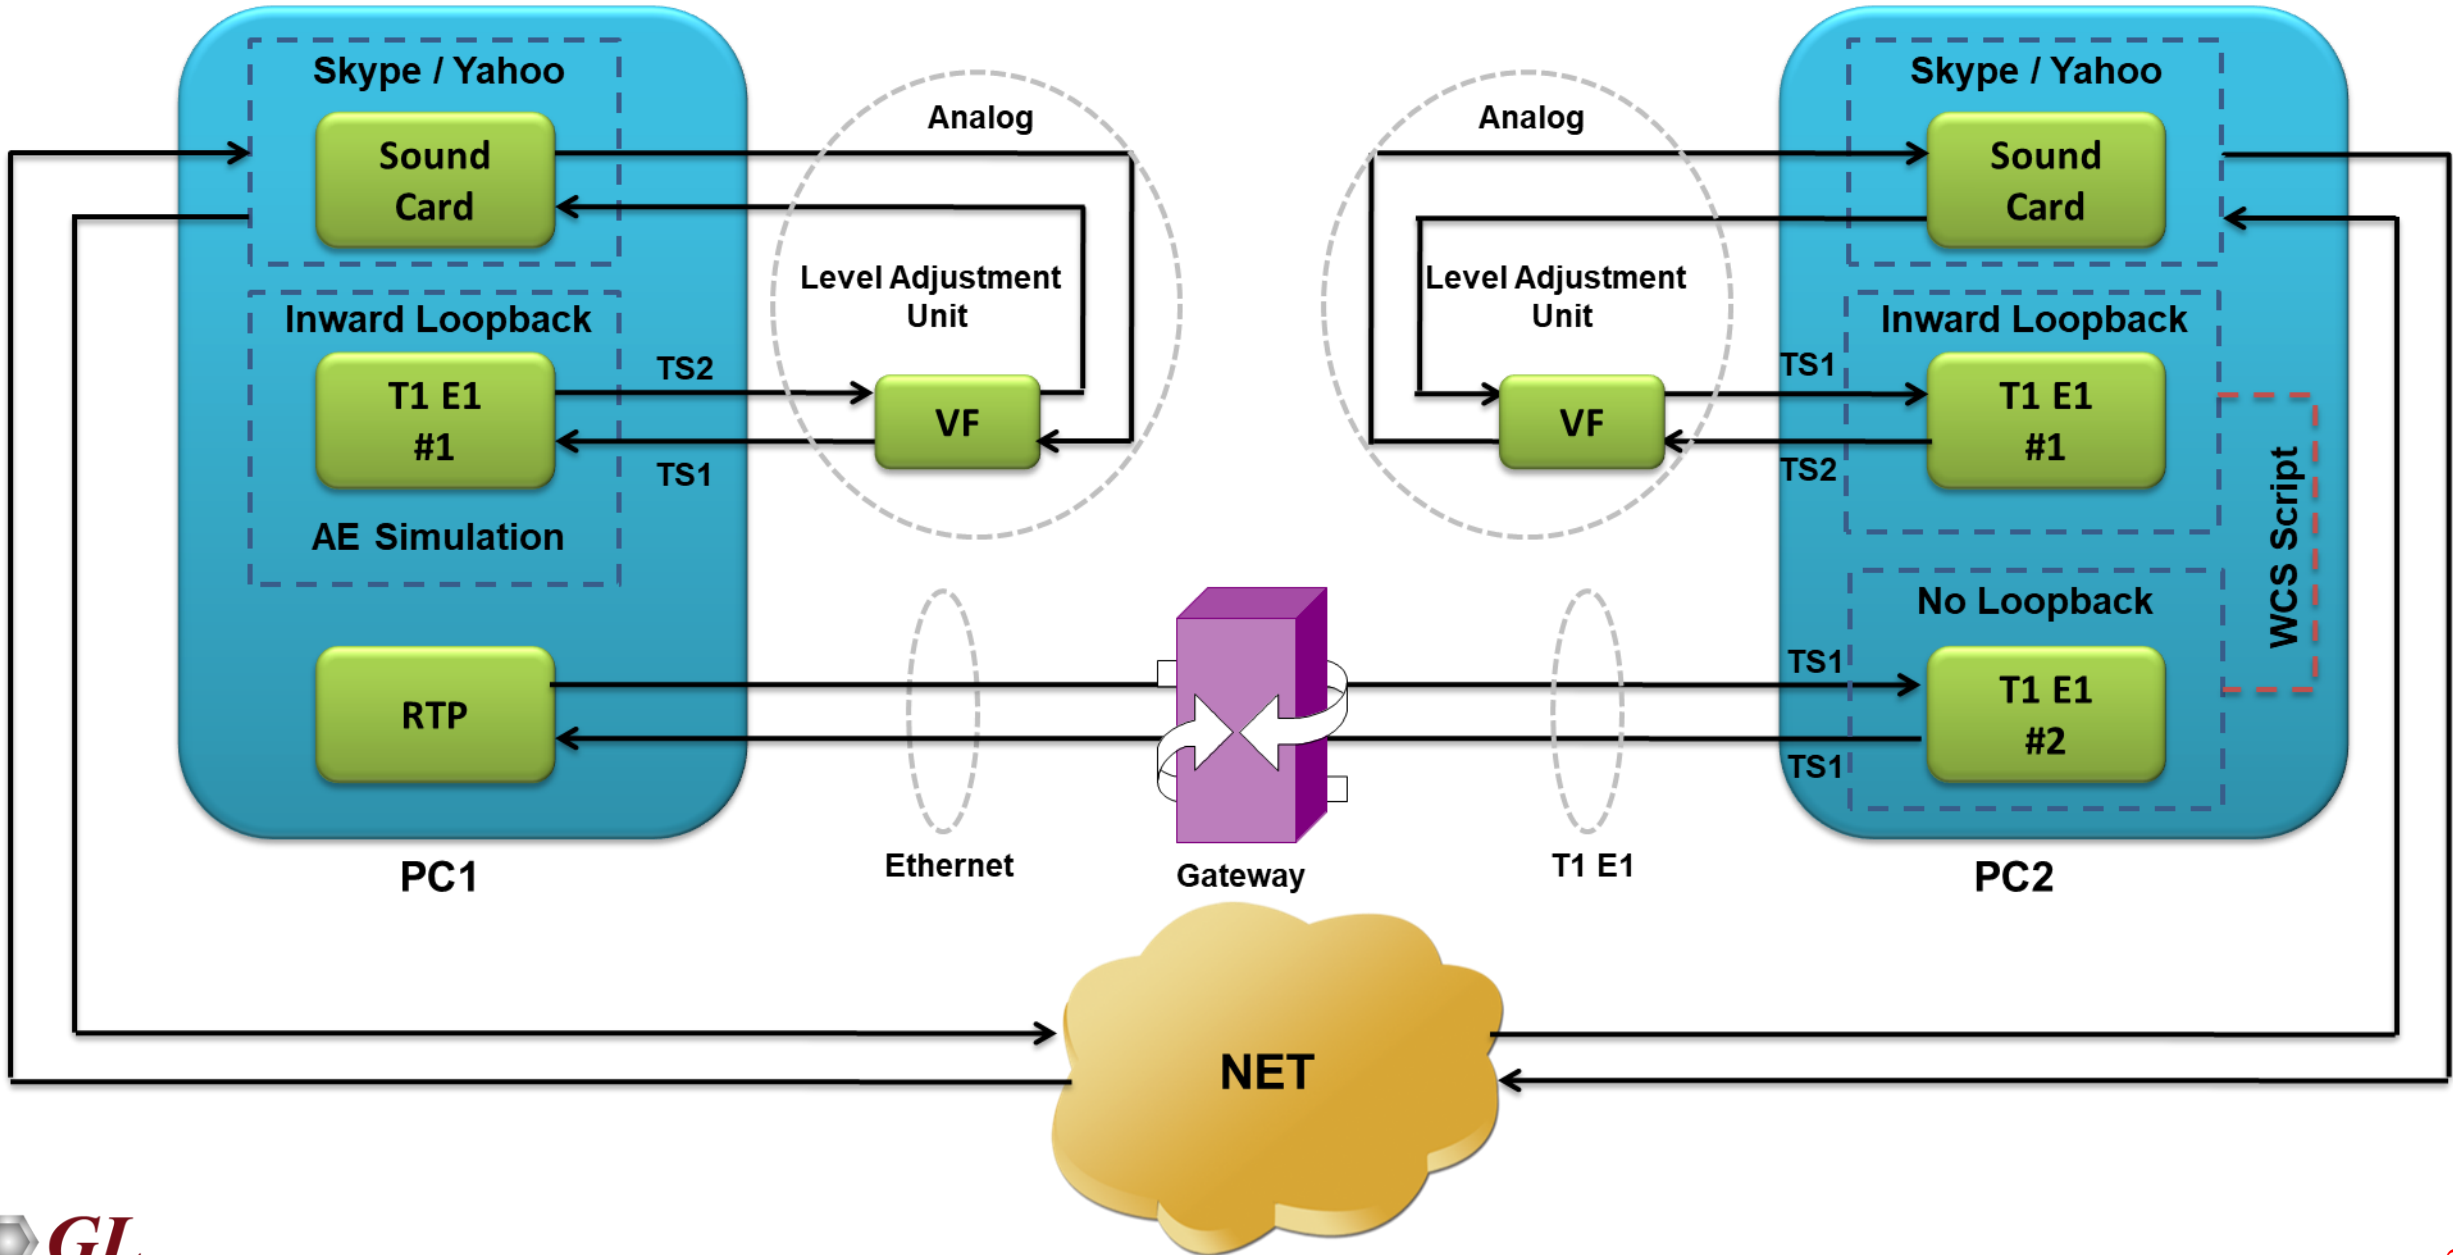 Skype / Yahoo
Sound
Card
Inward Loopback
T1 E1
#1
AE Simulation
RTP
PC1
TS2
TS1
Analog
Level Adjustment
Unit
VF
Ethernet
Gateway
Analog
Level Adjustment
Unit
VF
T1 E1
TS1
TS2
TS1
TS1
Skype / Yahoo
Sound
Card
Inward Loopback
T1 E1
#1
No Loopback
T1 E1
#2
WCS Script
PC2
NET
GL